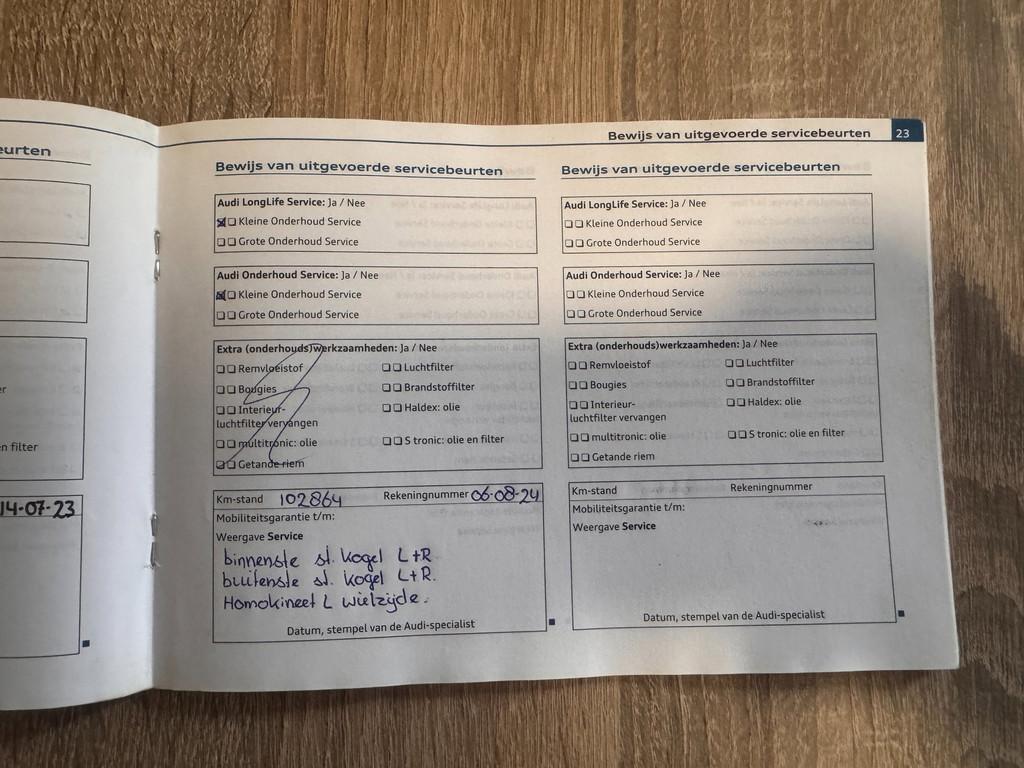 eurten
r
en filter
14-07-23
Bewijs van uitgevoerde servicebeurten 23
Bewijs van uitgevoerde servicebeurten
Audi LongLife Service: Ja / Nee
Kleine Onderhoud Service
Grote Onderhoud Service
Audi Onderhoud Service: Ja / Nee
Kleine Onderhoud Service
Grote Onderhoud Service
Extra (onderhouds)werkzaamheden: Ja / Nee
Remvloeistof Luchtfilter
Bougies Brandstoffilter
Interieur- Haldex: olie
luchtfilter vervangen
multitronic: olie S tronic: olie en filter
Getande riem
Km-stand 102864 Rekeningnummer 06-08-24
Mobiliteitsgarantie t/m:
Weergave Service
binnenste st. kogel L+R
buitenste st. kogel L+R.
Homokineet L wielzijde.
Datum, stempel van de Audi-specialist
Bewijs van uitgevoerde servicebeurten
Audi LongLife Service: Ja / Nee
Kleine Onderhoud Service
Grote Onderhoud Service
Audi Onderhoud Service: Ja / Nee
Kleine Onderhoud Service
Grote Onderhoud Service
Extra (onderhouds)werkzaamheden: Ja / Nee
Remvloeistof Luchtfilter
Bougies Brandstoffilter
Interieur- Haldex: olie
luchtfilter vervangen
multitronic: olie S tronic: olie en filter
Getande riem
Km-stand Rekeningnummer
Mobiliteitsgarantie t/m:
Weergave Service
Datum, stempel van de Audi-specialist